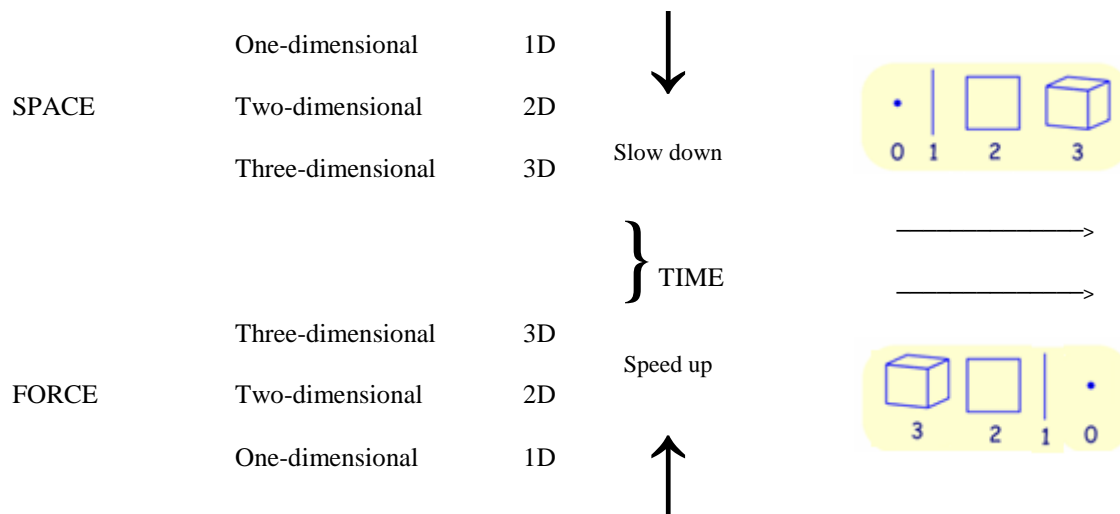 One-dimensional 1D
SPACE Two-dimensional 2D
Three-dimensional 3D
Slow down
0 1 2 3
} TIME
Three-dimensional 3D
Speed up
FORCE Two-dimensional 2D
3 2 1 0
One-dimensional 1D